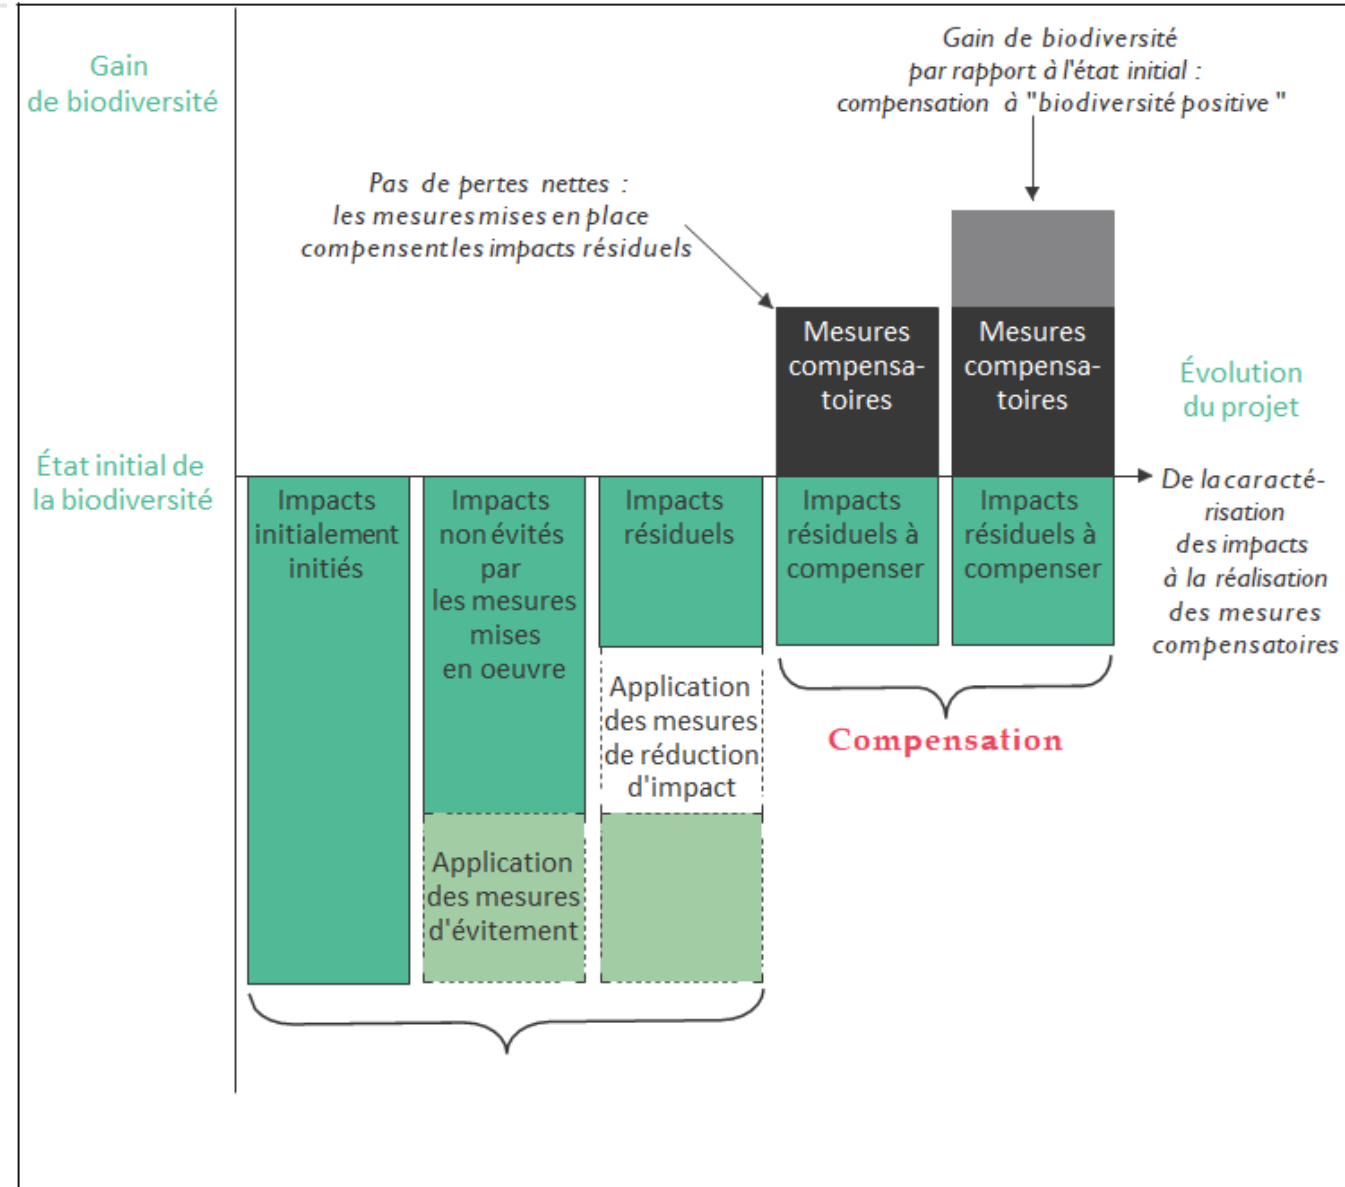 Gain
de biodiversité
Gain de biodiversité
par rapport à l'état initial :
compensation à "biodiversité positive "
Pas de pertes nettes :
les mesures mises en place
compensent les impacts résiduels
Mesures
compensa-
toires
Mesures
compensa-
toires
Évolution
du projet
État initial de
la biodiversité
De la caracté-
risation
des impacts
à la réalisation
des mesures
compensatoires
Impacts
initialement
initiés
Impacts
non évités
par
les mesures
mises
en oeuvre
Impacts
résiduels
Impacts
résiduels à
compenser
Impacts
résiduels à
compenser
Application
des mesures
de réduction
d'impact
Compensation
Application
des mesures
d'évitement